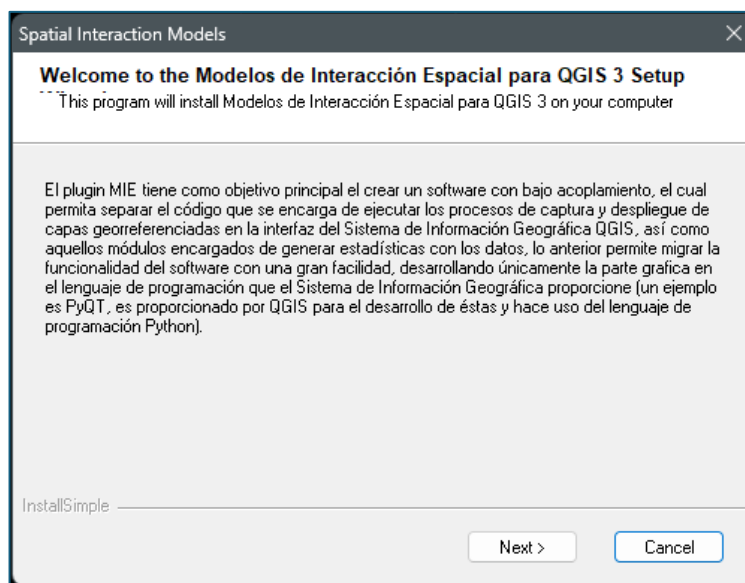 Spatial Interaction Models
Welcome to the Modelos de Interacción Espacial para QGIS 3 Setup
This program will install Modelos de Interacción Espacial para QGIS 3 on your computer
El plugin MIE tiene como objetivo principal el crear un software con bajo acoplamiento, el cual
permita separar el código que se encarga de ejecutar los procesos de captura y despliegue de
capas georreferenciadas en la interfaz del Sistema de Información Geográfica QGIS, así como
aquellos módulos encargados de generar estadísticas con los datos, lo anterior permite migrar la
funcionalidad del software con una gran facilidad, desarrollando únicamente la parte grafica en
el lenguaje de programación que el Sistema de Información Geográfica proporcione (un ejemplo
es PyQT, es proporcionado por QGIS para el desarrollo de éstas y hace uso del lenguaje de
programación Python).
InstallSimple
Next >
Cancel